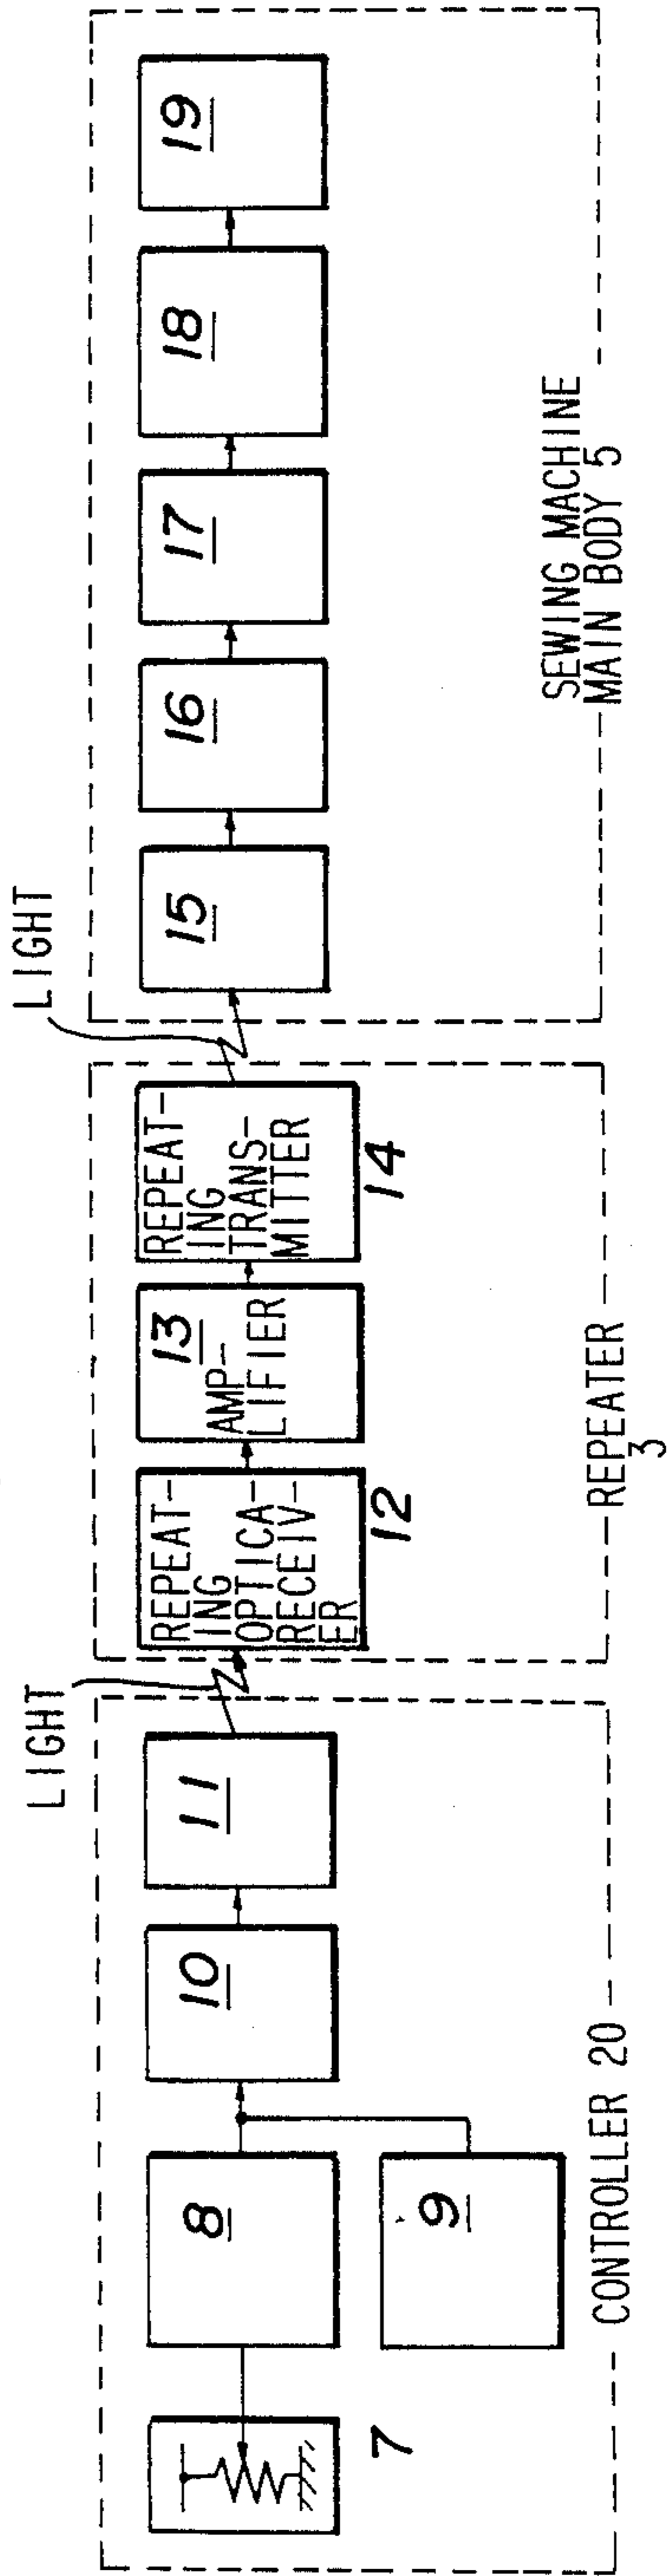 7
8
9
10
11
CONTROLLER 20
LIGHT
REPEAT-
ING
OPTICA-
RECEIV-
ER
12
13
AMP-
LIFIER
REPEAT-
ING
TRANS-
MITTER
14
REPEATER
3
LIGHT
15
16
17
18
19
SEWING MACHINE
MAIN BODY 5